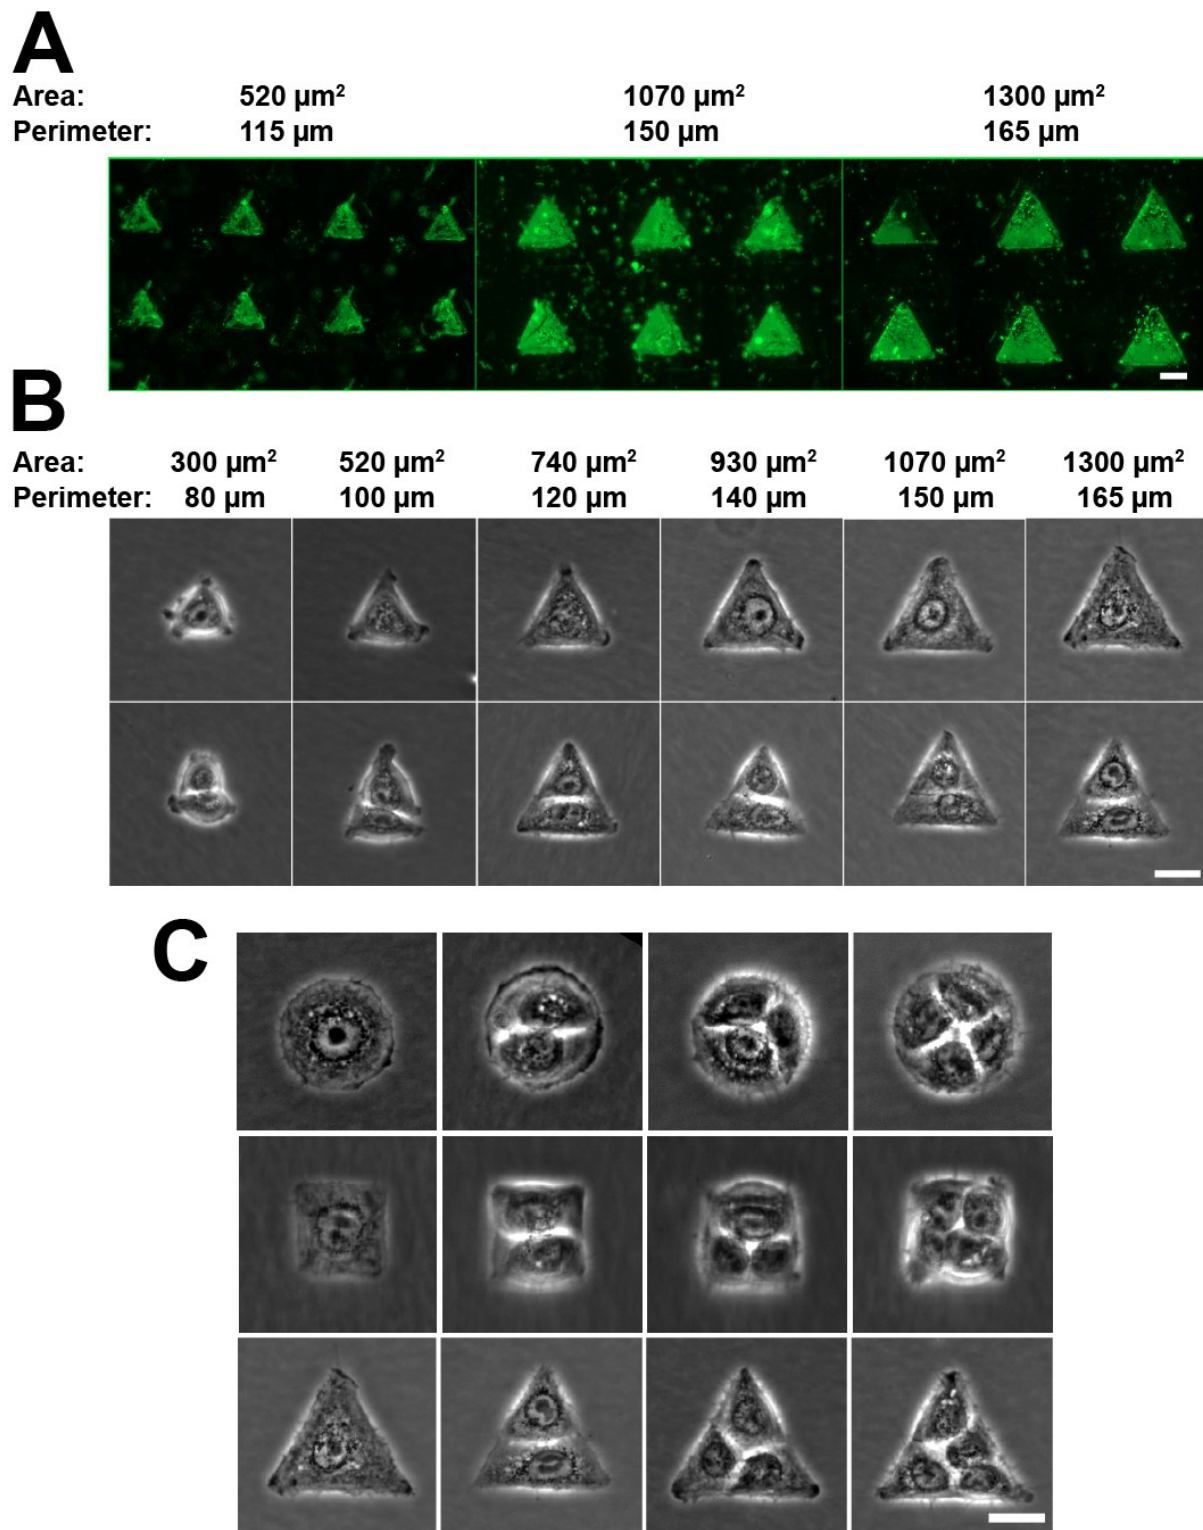 A
Area: 520 µm² 1070 µm² 1300 µm²
Perimeter: 115 µm 150 µm 165 µm
B
Area: 300 µm² 520 µm² 740 µm² 930 µm² 1070 µm² 1300 µm²
Perimeter: 80 µm 100 µm 120 µm 140 µm 150 µm 165 µm
C